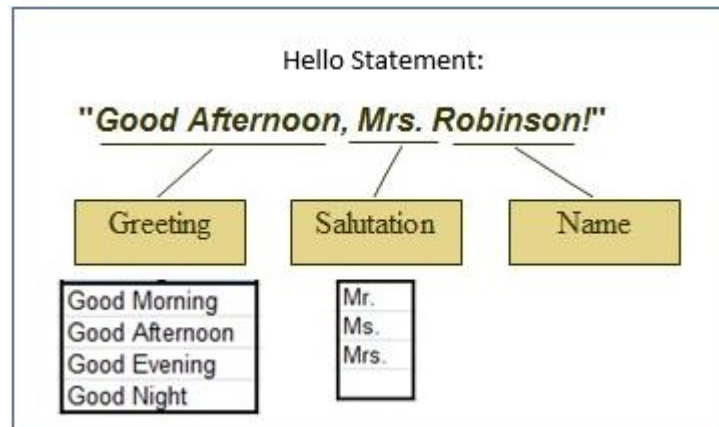 Hello Statement:
"Good Afternoon, Mrs. Robinson!"
Greeting Salutation Name
Good Morning
Good Afternoon
Good Evening
Good Night
Mr.
Ms.
Mrs.